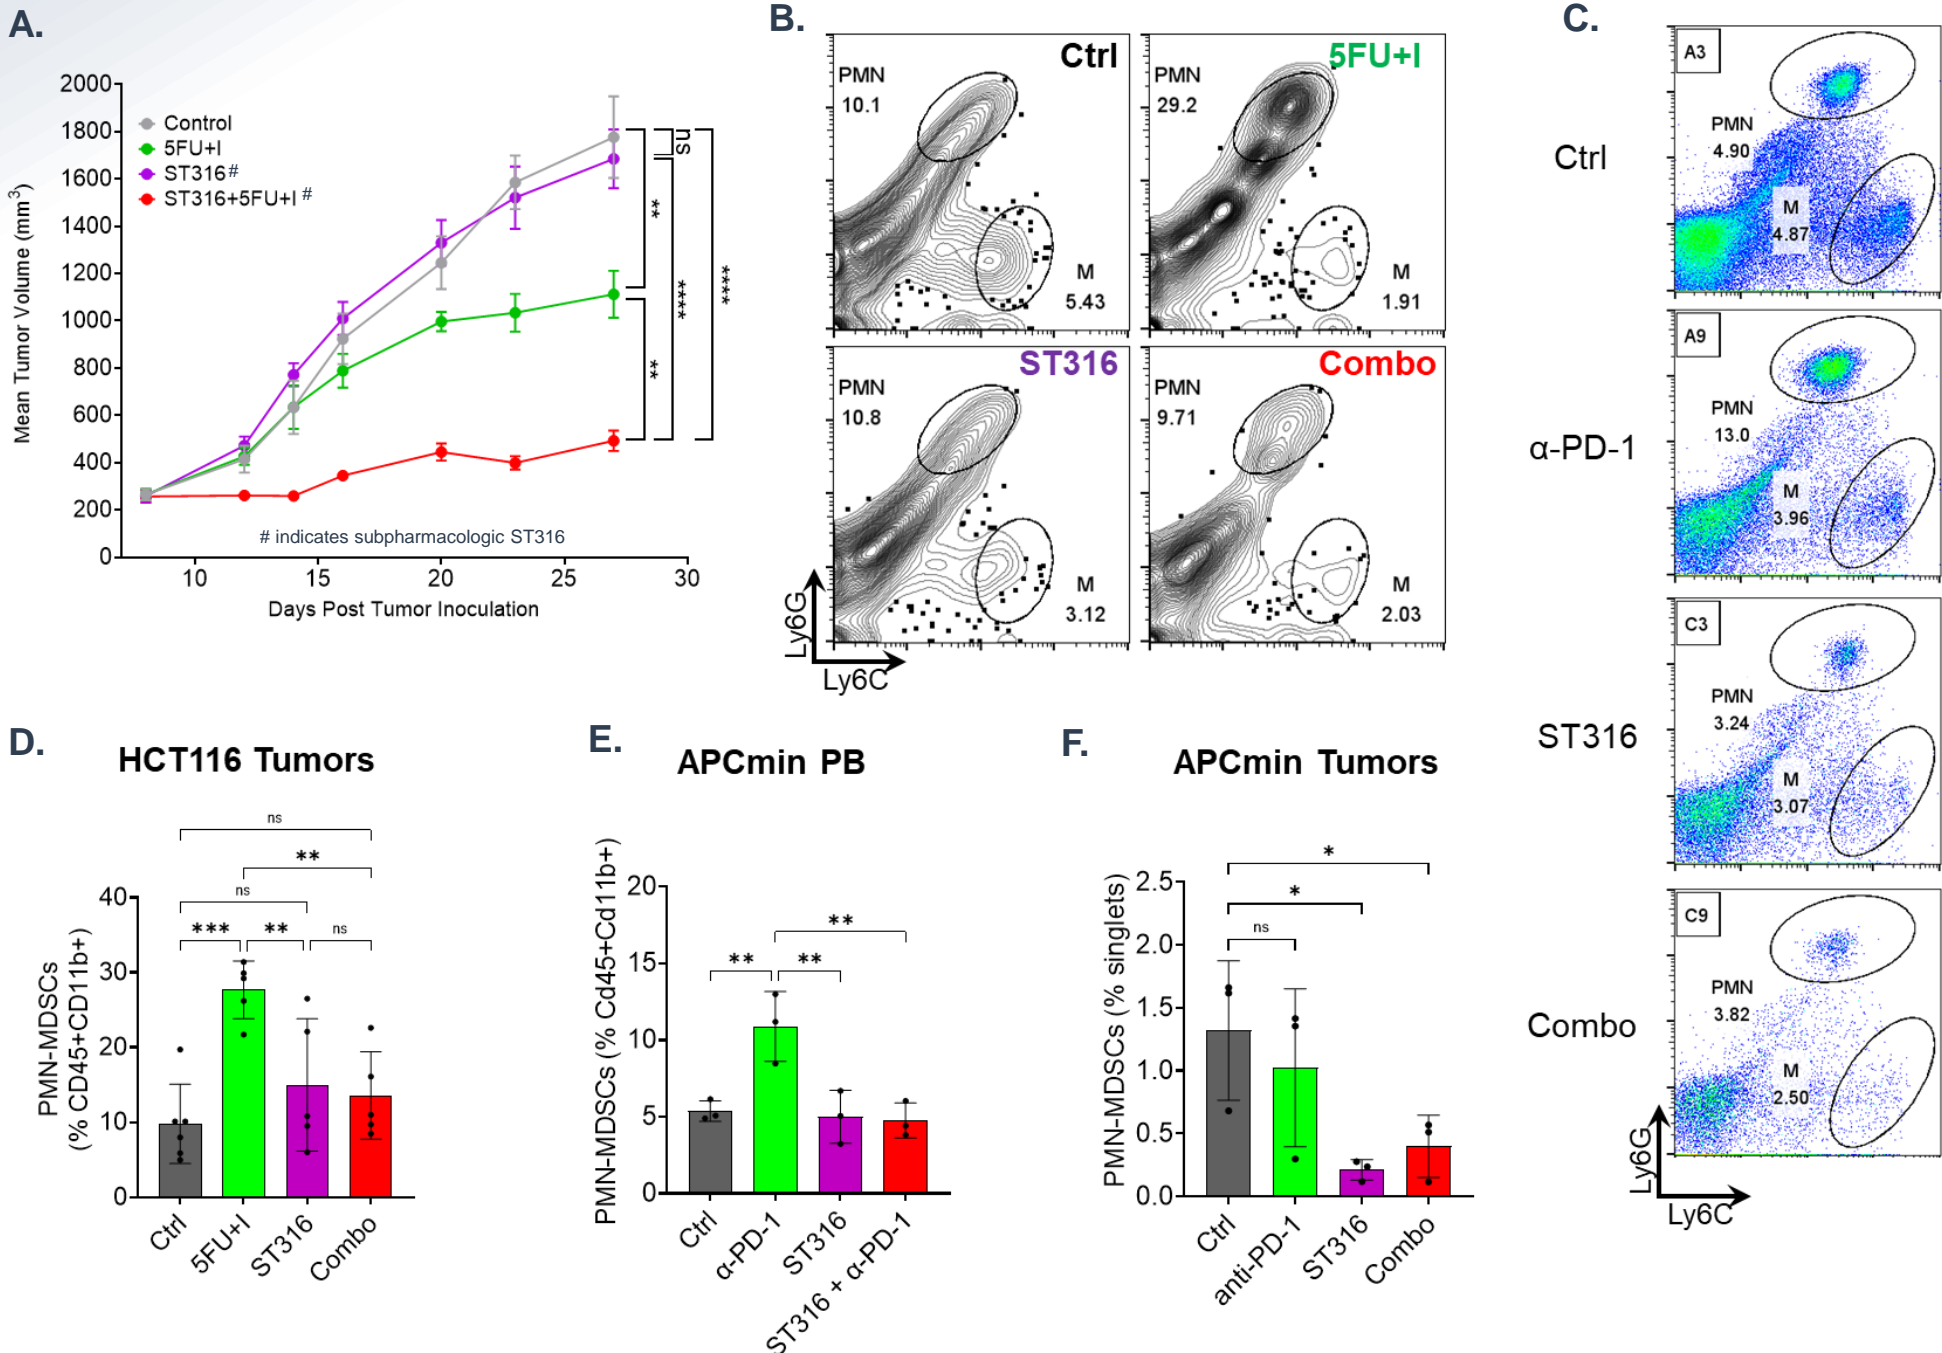 A.
2000
1800
1600
1400
1200
1000
800
600
400
200
0
10
15
20
25
30
Mean Tumor Volume (mm³)
Days Post Tumor Inoculation
Control
5FU+I
ST316#
ST316+5FU+I #
# indicates subpharmacologic ST316
ns
**
****
****
**
B.
Ctrl
PMN
10.1
M
5.43
5FU+I
PMN
29.2
M
1.91
ST316
PMN
10.8
M
3.12
Combo
PMN
9.71
M
2.03
Ly6G
Ly6C
C.
Ctrl
A3
PMN
4.90
M
4.87
α-PD-1
A9
PMN
13.0
M
3.96
ST316
C3
PMN
3.24
M
3.07
Combo
C9
PMN
3.82
M
2.50
Ly6G
Ly6C
D.
HCT116 Tumors
ns
**
ns
*** ** ns
40
30
20
10
0
PMN-MDSCs
(% CD45+CD11b+)
Ctrl
5FU+I
ST316
Combo
E.
APCmin PB
**
** **
20
15
10
5
0
PMN-MDSCs (% Cd45+Cd11b+)
Ctrl
α-PD-1
ST316
ST316 + α-PD-1
F.
APCmin Tumors
*
*
ns
2.5
2.0
1.5
1.0
0.5
0.0
PMN-MDSCs (% singlets)
Ctrl
anti-PD-1
ST316
Combo